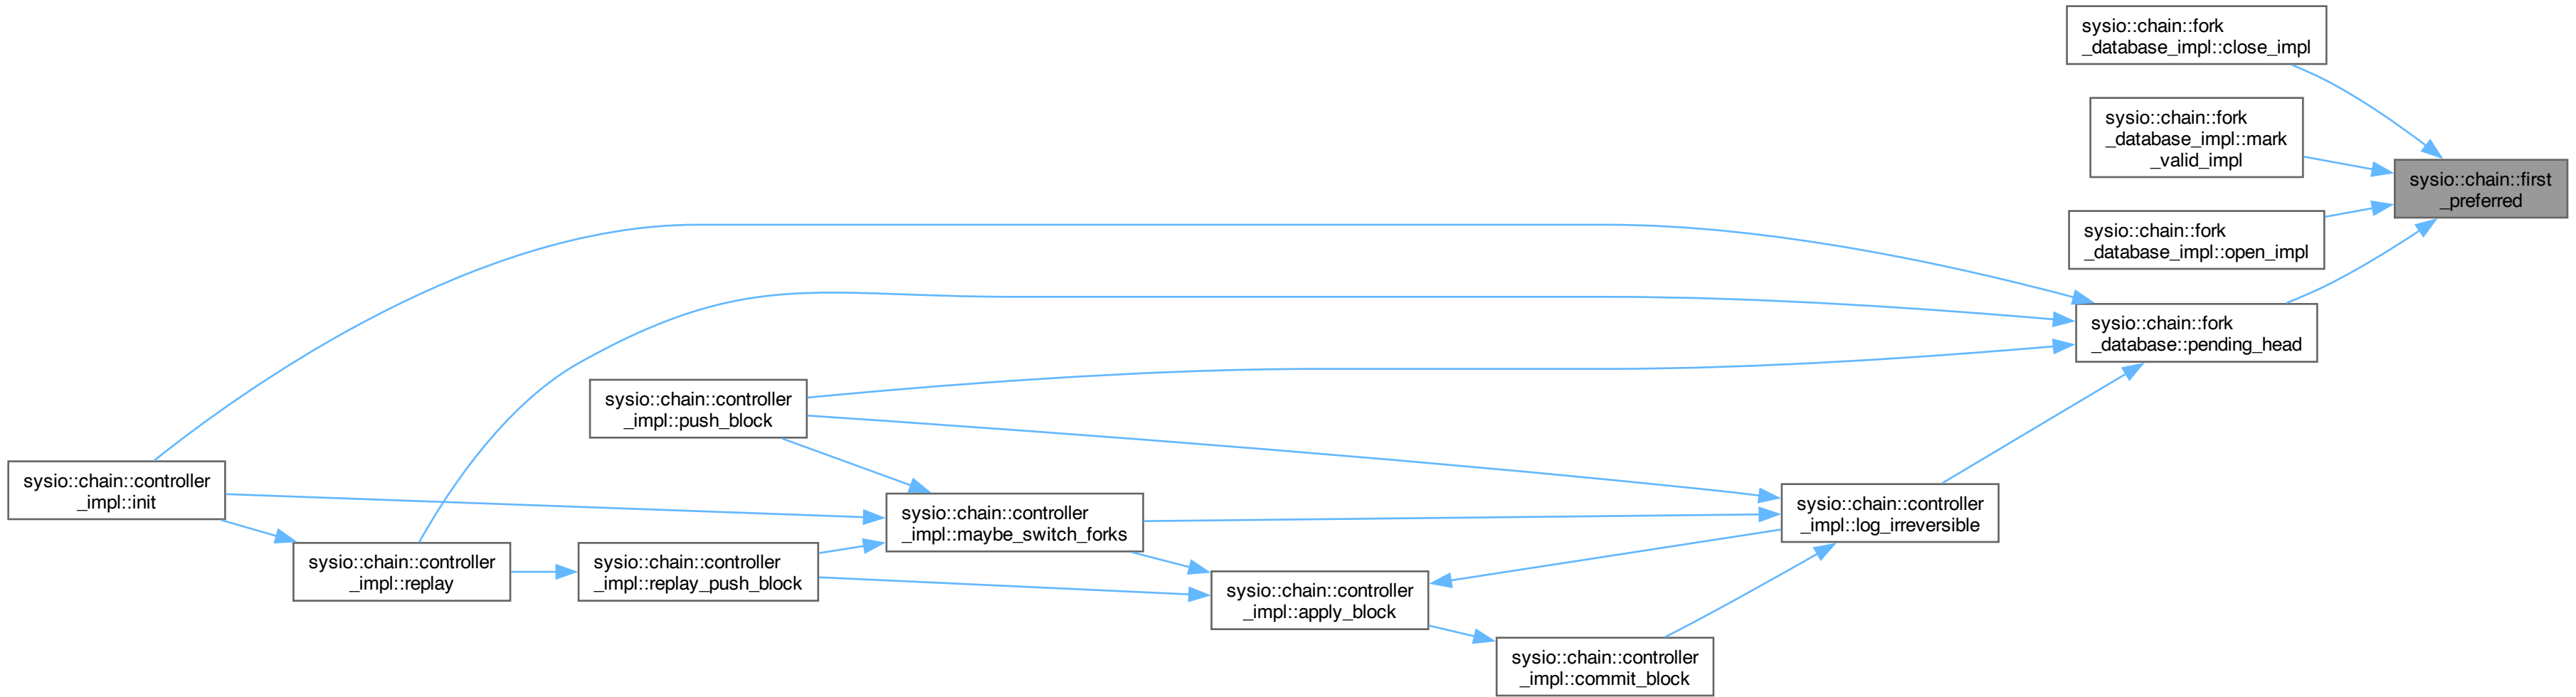 sysio::chain::fork
_database_impl::close_impl
sysio::chain::fork
_database_impl::mark
_valid_impl
sysio::chain::first
_preferred
sysio::chain::fork
_database_impl::open_impl
sysio::chain::fork
_database::pending_head
sysio::chain::controller
_impl::push_block
sysio::chain::controller
_impl::init
sysio::chain::controller
_impl::maybe_switch_forks
sysio::chain::controller
_impl::log_irreversible
sysio::chain::controller
_impl::replay
sysio::chain::controller
_impl::replay_push_block
sysio::chain::controller
_impl::apply_block
sysio::chain::controller
_impl::commit_block